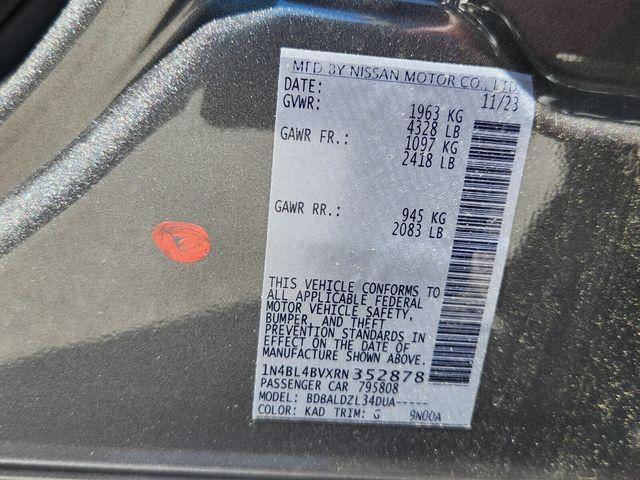 MFD BY NISSAN MOTOR CO., LTD.
DATE: 11/23
GVWR: 1963 KG
4328 LB
GAWR FR.: 1097 KG
2418 LB
GAWR RR.: 945 KG
2083 LB
THIS VEHICLE CONFORMS TO
ALL APPLICABLE FEDERAL
MOTOR VEHICLE SAFETY,
BUMPER, AND THEFT
PREVENTION STANDARDS IN
EFFECT ON THE DATE OF
MANUFACTURE SHOWN ABOVE.
1N4BL4BVXRN352878
PASSENGER CAR 795808
MODEL: BDBALDZL34DUA-----
COLOR: KAD TRIM: G 9N00A